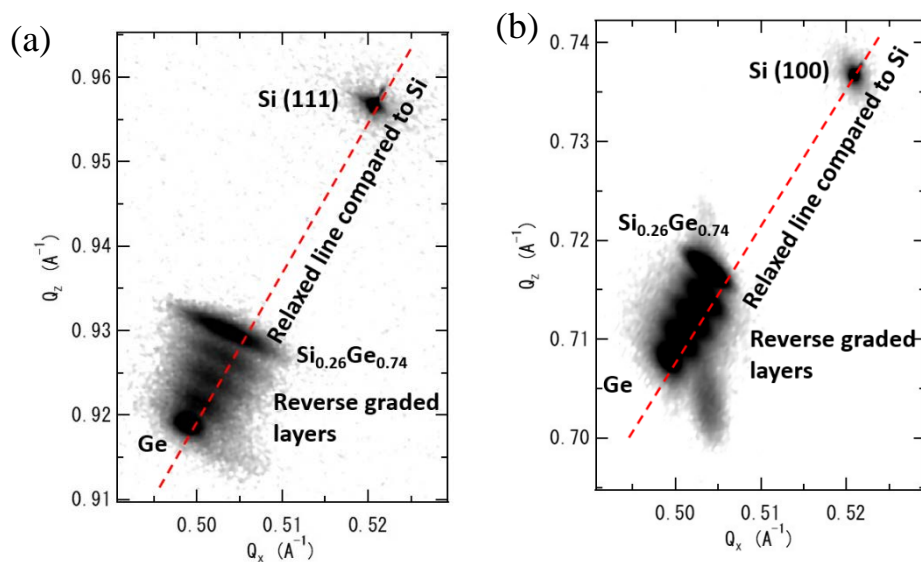 (a)
0.96
0.95
0.94
0.93
0.92
0.91
Q_z (A⁻¹)
Si (111)
Relaxed line compared to Si
Si₀.₂₆Ge₀.₇₄
Reverse graded
layers
Ge
0.50
0.51
0.52
Qₓ (A⁻¹)
(b)
0.74
0.73
0.72
0.71
0.70
Q_z (A⁻¹)
Si (100)
Relaxed line compared to Si
Si₀.₂₆Ge₀.₇₄
Reverse graded
layers
Ge
0.50
0.51
0.52
Qₓ (A⁻¹)